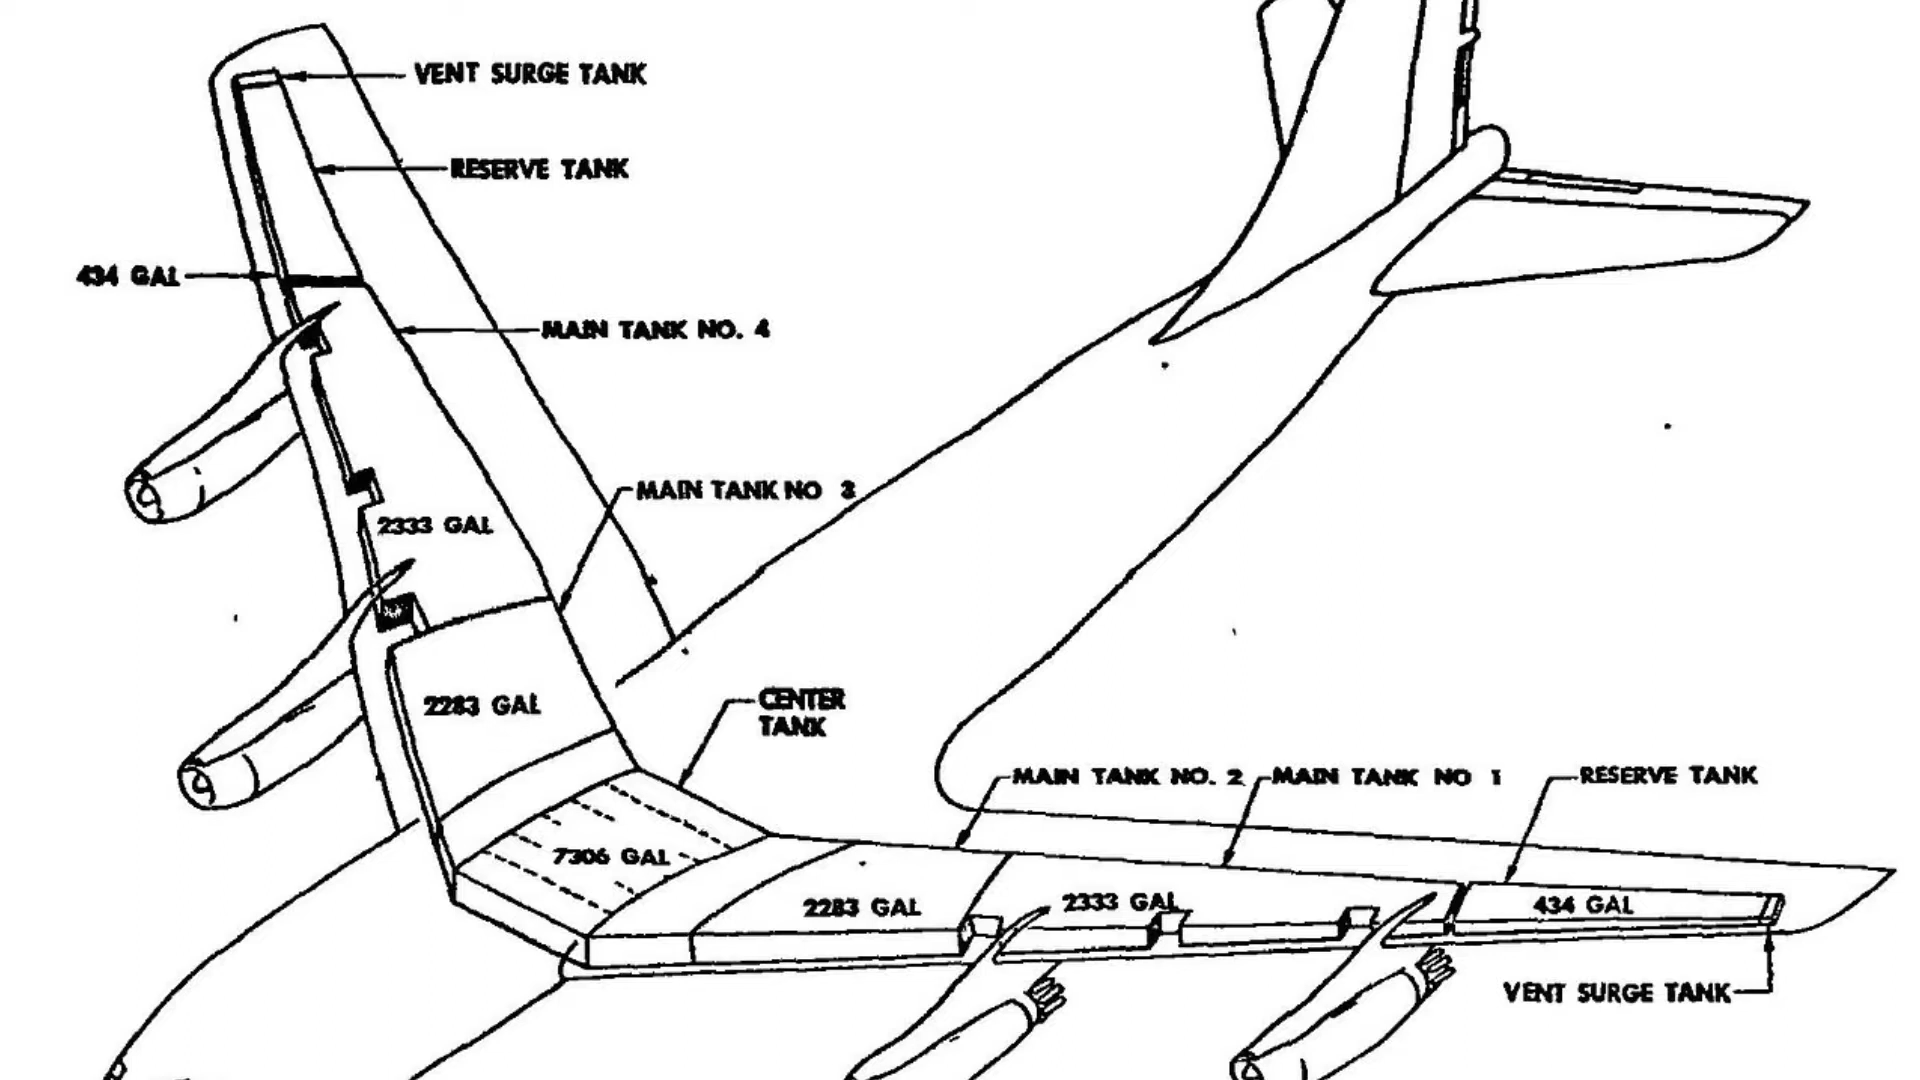 VENT SURGE TANK
RESERVE TANK
434 GAL
MAIN TANK NO. 4
MAIN TANK NO 3
2333 GAL
2283 GAL
CENTER
TANK
MAIN TANK NO. 2
MAIN TANK NO 1
RESERVE TANK
7306 GAL
2283 GAL
2333 GAL
434 GAL
VENT SURGE TANK